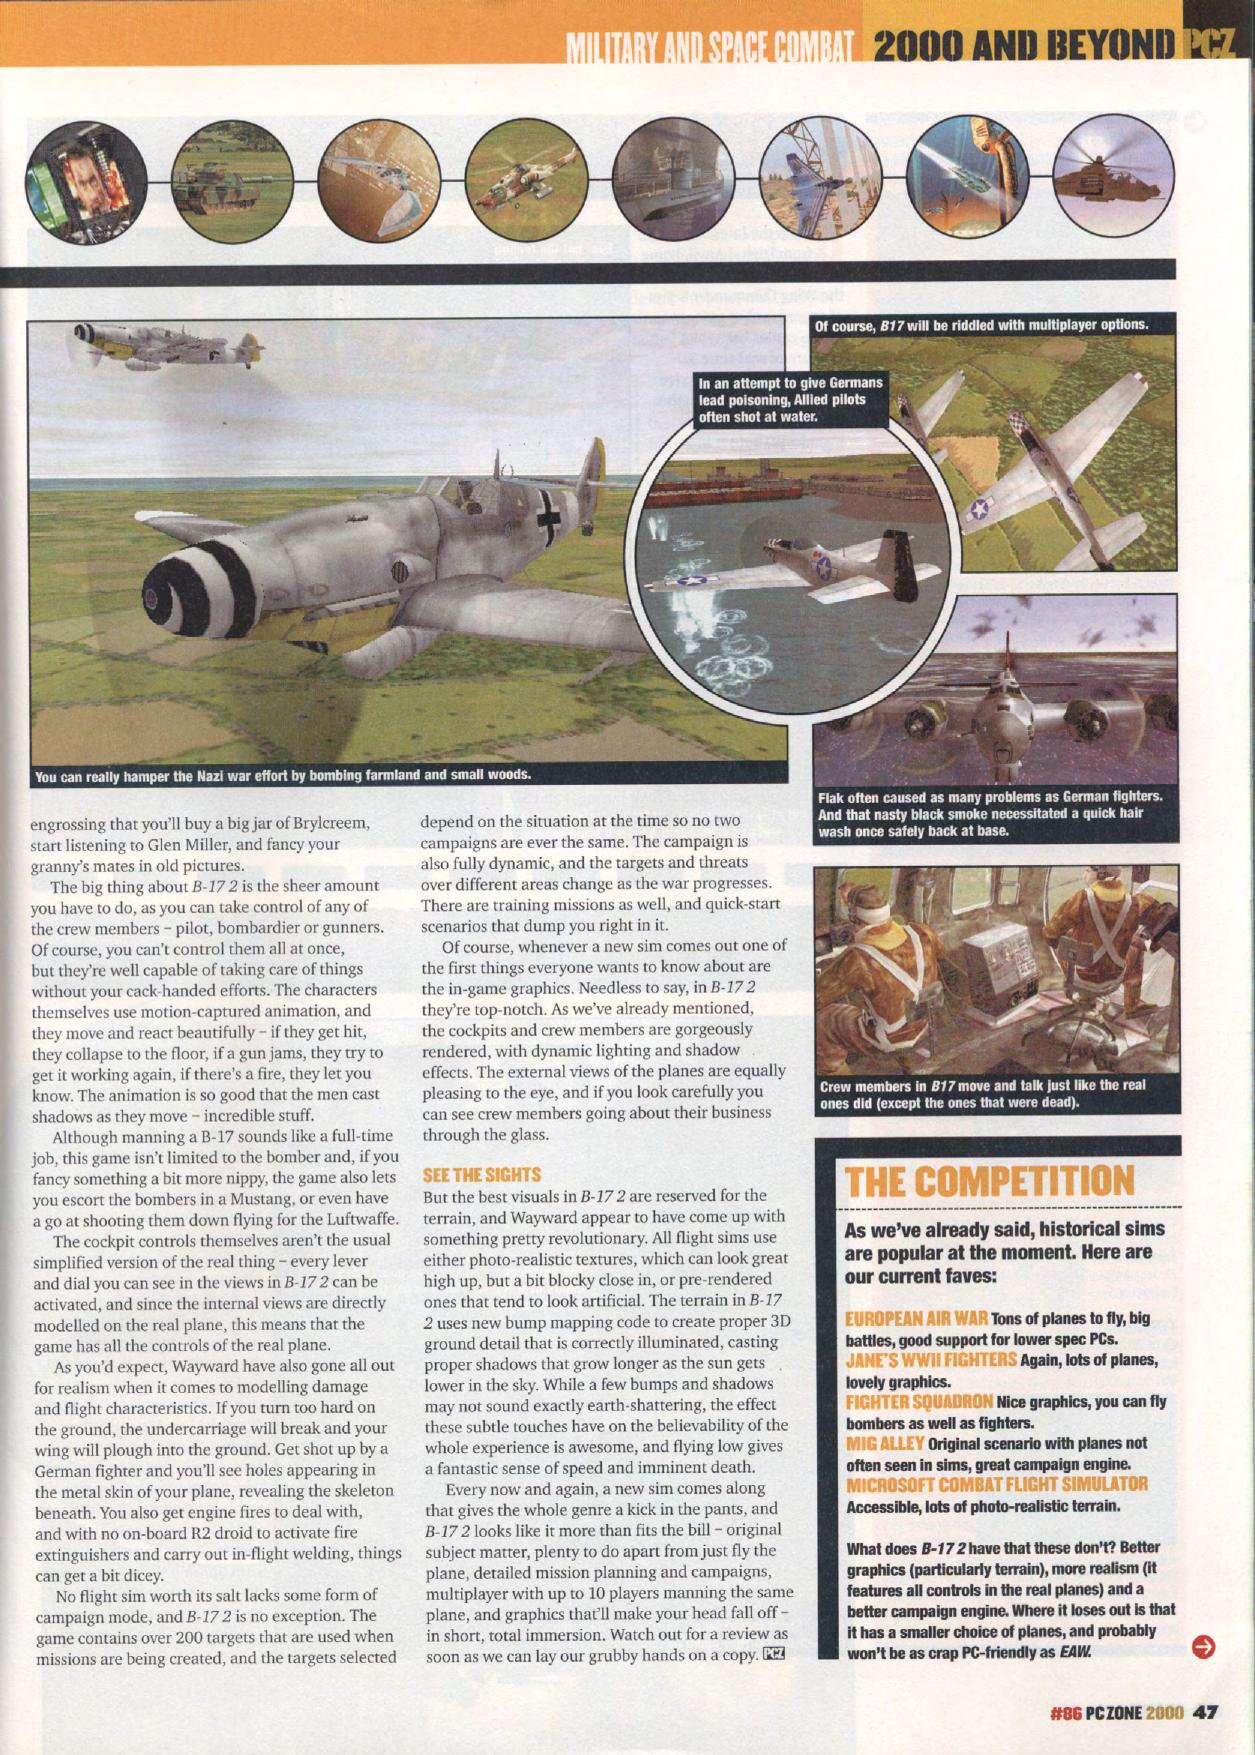 MILITARY AND SPACE COMBAT 2000 AND BEYOND PCZ
Of course, B17 will be riddled with multiplayer options.
In an attempt to give Germans
lead poisoning, Allied pilots
often shot at water.
You can really hamper the Nazi war effort by bombing farmland and small woods.
Flak often caused as many problems as German fighters.
And that nasty black smoke necessitated a quick hair
wash once safely back at base.
Crew members in B17 move and talk just like the real
ones did (except the ones that were dead).
engrossing that you'll buy a big jar of Brylcreem,
start listening to Glen Miller, and fancy your
granny's mates in old pictures.
The big thing about B-17 2 is the sheer amount
you have to do, as you can take control of any of
the crew members – pilot, bombardier or gunners.
Of course, you can't control them all at once,
but they're well capable of taking care of things
without your cack-handed efforts. The characters
themselves use motion-captured animation, and
they move and react beautifully – if they get hit,
they collapse to the floor, if a gun jams, they try to
get it working again, if there's a fire, they let you
know. The animation is so good that the men cast
shadows as they move – incredible stuff.
Although manning a B-17 sounds like a full-time
job, this game isn't limited to the bomber and, if you
fancy something a bit more nippy, the game also lets
you escort the bombers in a Mustang, or even have
a go at shooting them down flying for the Luftwaffe.
The cockpit controls themselves aren't the usual
simplified version of the real thing – every lever
and dial you can see in the views in B-17 2 can be
activated, and since the internal views are directly
modelled on the real plane, this means that the
game has all the controls of the real plane.
As you'd expect, Wayward have also gone all out
for realism when it comes to modelling damage
and flight characteristics. If you turn too hard on
the ground, the undercarriage will break and your
wing will plough into the ground. Get shot up by a
German fighter and you'll see holes appearing in
the metal skin of your plane, revealing the skeleton
beneath. You also get engine fires to deal with,
and with no on-board R2 droid to activate fire
extinguishers and carry out in-flight welding, things
can get a bit dicey.
No flight sim worth its salt lacks some form of
campaign mode, and B-17 2 is no exception. The
game contains over 200 targets that are used when
missions are being created, and the targets selected
depend on the situation at the time so no two
campaigns are ever the same. The campaign is
also fully dynamic, and the targets and threats
over different areas change as the war progresses.
There are training missions as well, and quick-start
scenarios that dump you right in it.
Of course, whenever a new sim comes out one of
the first things everyone wants to know about are
the in-game graphics. Needless to say, in B-17 2
they're top-notch. As we've already mentioned,
the cockpits and crew members are gorgeously
rendered, with dynamic lighting and shadow
effects. The external views of the planes are equally
pleasing to the eye, and if you look carefully you
can see crew members going about their business
through the glass.
SEE THE SIGHTS
But the best visuals in B-17 2 are reserved for the
terrain, and Wayward appear to have come up with
something pretty revolutionary. All flight sims use
either photo-realistic textures, which can look great
high up, but a bit blocky close in, or pre-rendered
ones that tend to look artificial. The terrain in B-17
2 uses new bump mapping code to create proper 3D
ground detail that is correctly illuminated, casting
proper shadows that grow longer as the sun gets
lower in the sky. While a few bumps and shadows
may not sound exactly earth-shattering, the effect
these subtle touches have on the believability of the
whole experience is awesome, and flying low gives
a fantastic sense of speed and imminent death.
Every now and again, a new sim comes along
that gives the whole genre a kick in the pants, and
B-17 2 looks like it more than fits the bill – original
subject matter, plenty to do apart from just fly the
plane, detailed mission planning and campaigns,
multiplayer with up to 10 players manning the same
plane, and graphics that'll make your head fall off –
in short, total immersion. Watch out for a review as
soon as we can lay our grubby hands on a copy. PCZ
THE COMPETITION
As we've already said, historical sims
are popular at the moment. Here are
our current faves:
EUROPEAN AIR WAR Tons of planes to fly, big
battles, good support for lower spec PCs.
JANE'S WWII FIGHTERS Again, lots of planes,
lovely graphics.
FIGHTER SQUADRON Nice graphics, you can fly
bombers as well as fighters.
MIG ALLEY Original scenario with planes not
often seen in sims, great campaign engine.
MICROSOFT COMBAT FLIGHT SIMULATOR
Accessible, lots of photo-realistic terrain.
What does B-17 2 have that these don't? Better
graphics (particularly terrain), more realism (it
features all controls in the real planes) and a
better campaign engine. Where it loses out is that
it has a smaller choice of planes, and probably
won't be as crap PC-friendly as EAW.
#86 PC ZONE 2000 47